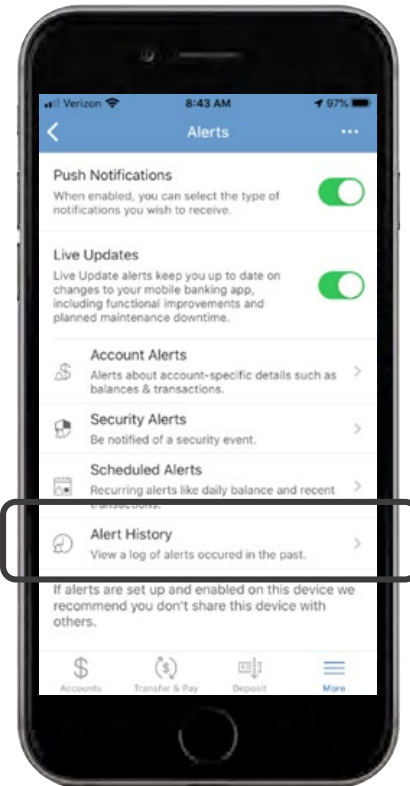 Verizon 8:43 AM 97%
Alerts
Push Notifications
When enabled, you can select the type of
notifications you wish to receive.
Live Updates
Live Update alerts keep you up to date on
changes to your mobile banking app,
including functional improvements and
planned maintenance downtime.
Account Alerts
Alerts about account-specific details such as
balances & transactions.
Security Alerts
Be notified of a security event.
Scheduled Alerts
Recurring alerts like daily balance and recent
transactions.
Alert History
View a log of alerts occured in the past.
If alerts are set up and enabled on this device we
recommend you don't share this device with
others.
Accounts Transfer & Pay Deposit More